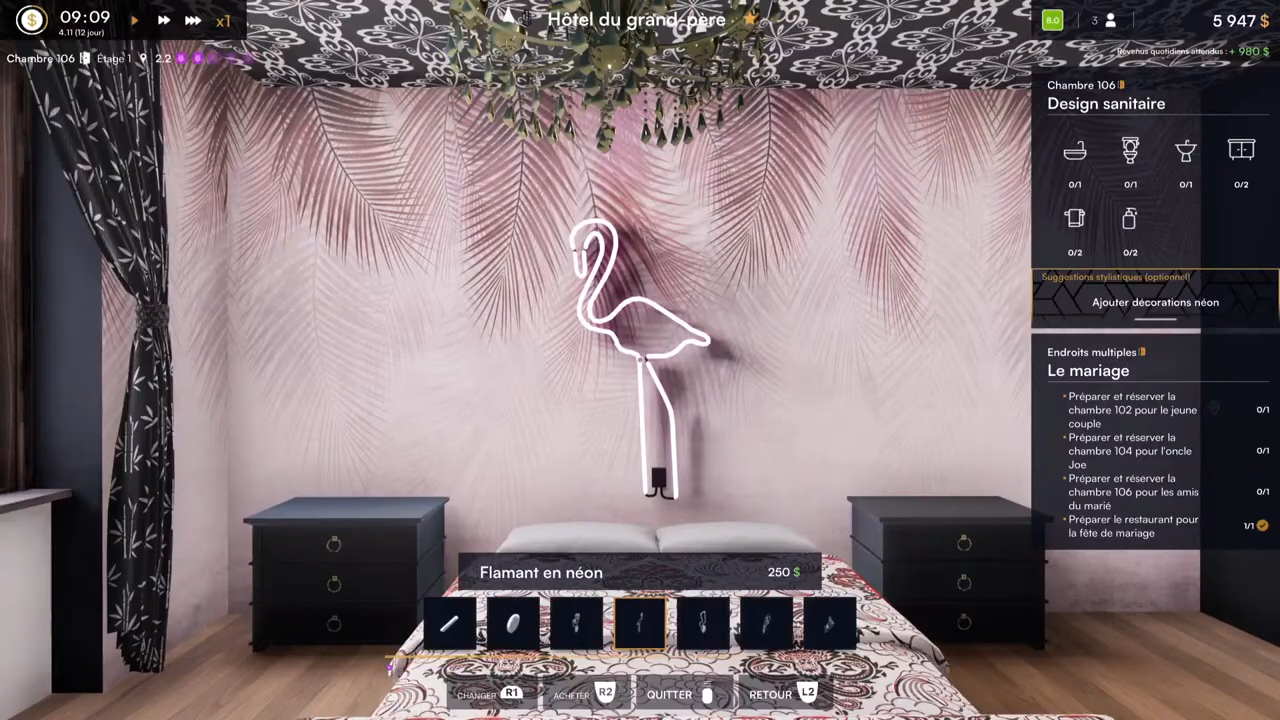 09:09
4.11 (12 jour)
x1
Hôtel du grand-père
8.0
3
5 947 $
Revenus quotidiens attendus : + 980 $
Chambre 106 Étage 1 2.2
Chambre 106
Design sanitaire
0/1 0/1 0/1 0/2
0/2 0/2
Suggestions stylistiques (optionnel)
Ajouter décorations néon
Endroits multiples
Le mariage
Préparer et réserver la
chambre 102 pour le jeune
couple
0/1
Préparer et réserver la
chambre 104 pour l'oncle
Joe
0/1
Préparer et réserver la
chambre 106 pour les amis
du marié
0/1
Préparer le restaurant pour
la fête de mariage
1/1
Flamant en néon 250 $
CHANGER R1 ACHETER R2 QUITTER RETOUR L2